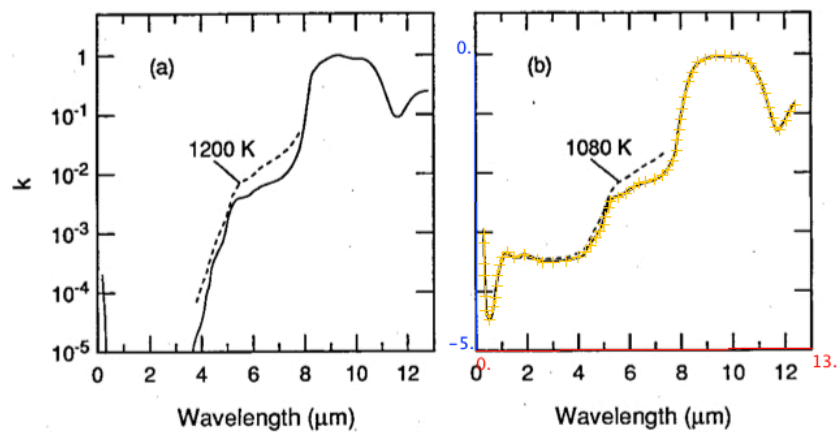 (a)
1
10⁻¹
10⁻²
10⁻³
10⁻⁴
10⁻⁵
k
1200 K
0 2 4 6 8 10 12
Wavelength (μm)
(b)
0.
1080 K
-5.
0. 13.
0 2 4 6 8 10 12
Wavelength (μm)